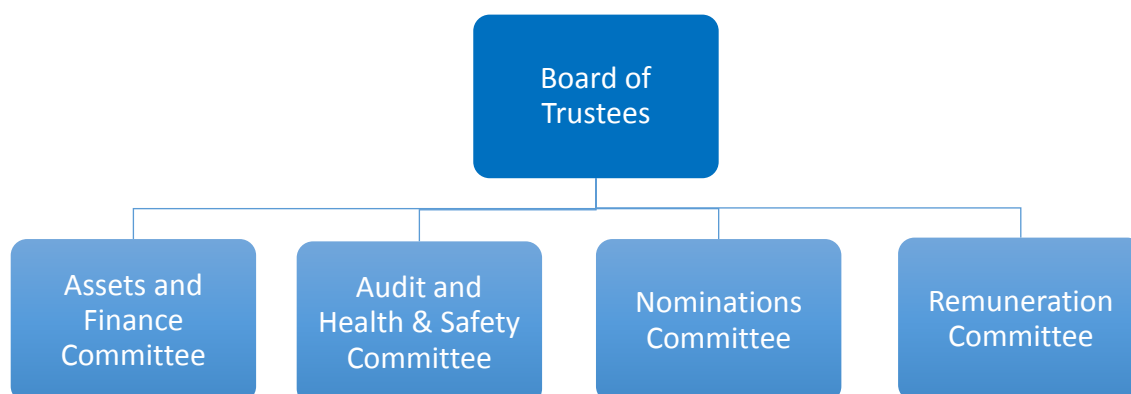 Board of
Trustees
Assets and
Finance
Committee
Audit and
Health & Safety
Committee
Nominations
Committee
Remuneration
Committee